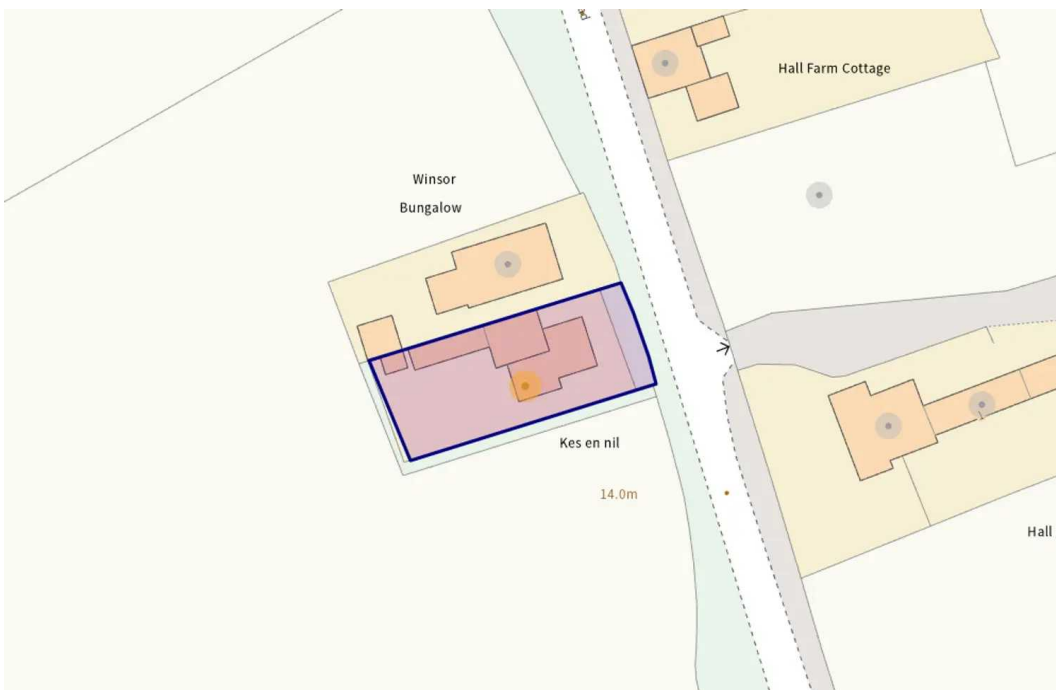 Hall Farm Cottage
Winsor
Bungalow
Kes en nil
14.0m
Hall